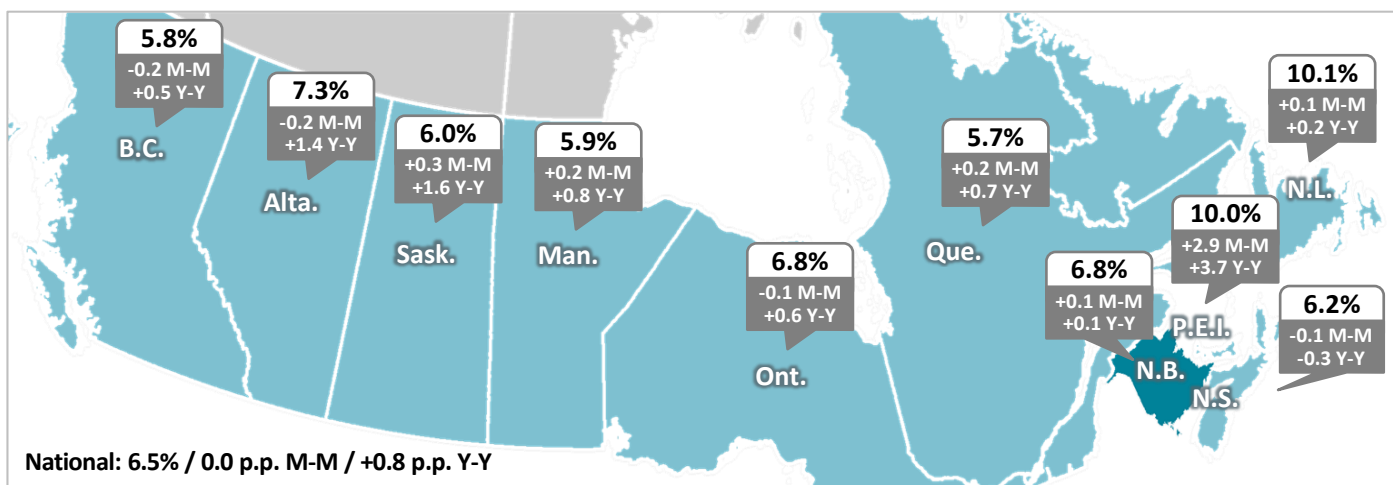 5.8%
-0.2 M-M
+0.5 Y-Y
B.C.
7.3%
-0.2 M-M
+1.4 Y-Y
Alta.
6.0%
+0.3 M-M
+1.6 Y-Y
Sask.
5.9%
+0.2 M-M
+0.8 Y-Y
Man.
6.8%
-0.1 M-M
+0.6 Y-Y
Ont.
5.7%
+0.2 M-M
+0.7 Y-Y
Que.
10.1%
+0.1 M-M
+0.2 Y-Y
N.L.
10.0%
+2.9 M-M
+3.7 Y-Y
P.E.I.
6.8%
+0.1 M-M
+0.1 Y-Y
N.B.
6.2%
-0.1 M-M
-0.3 Y-Y
N.S.
National: 6.5% / 0.0 p.p. M-M / +0.8 p.p. Y-Y